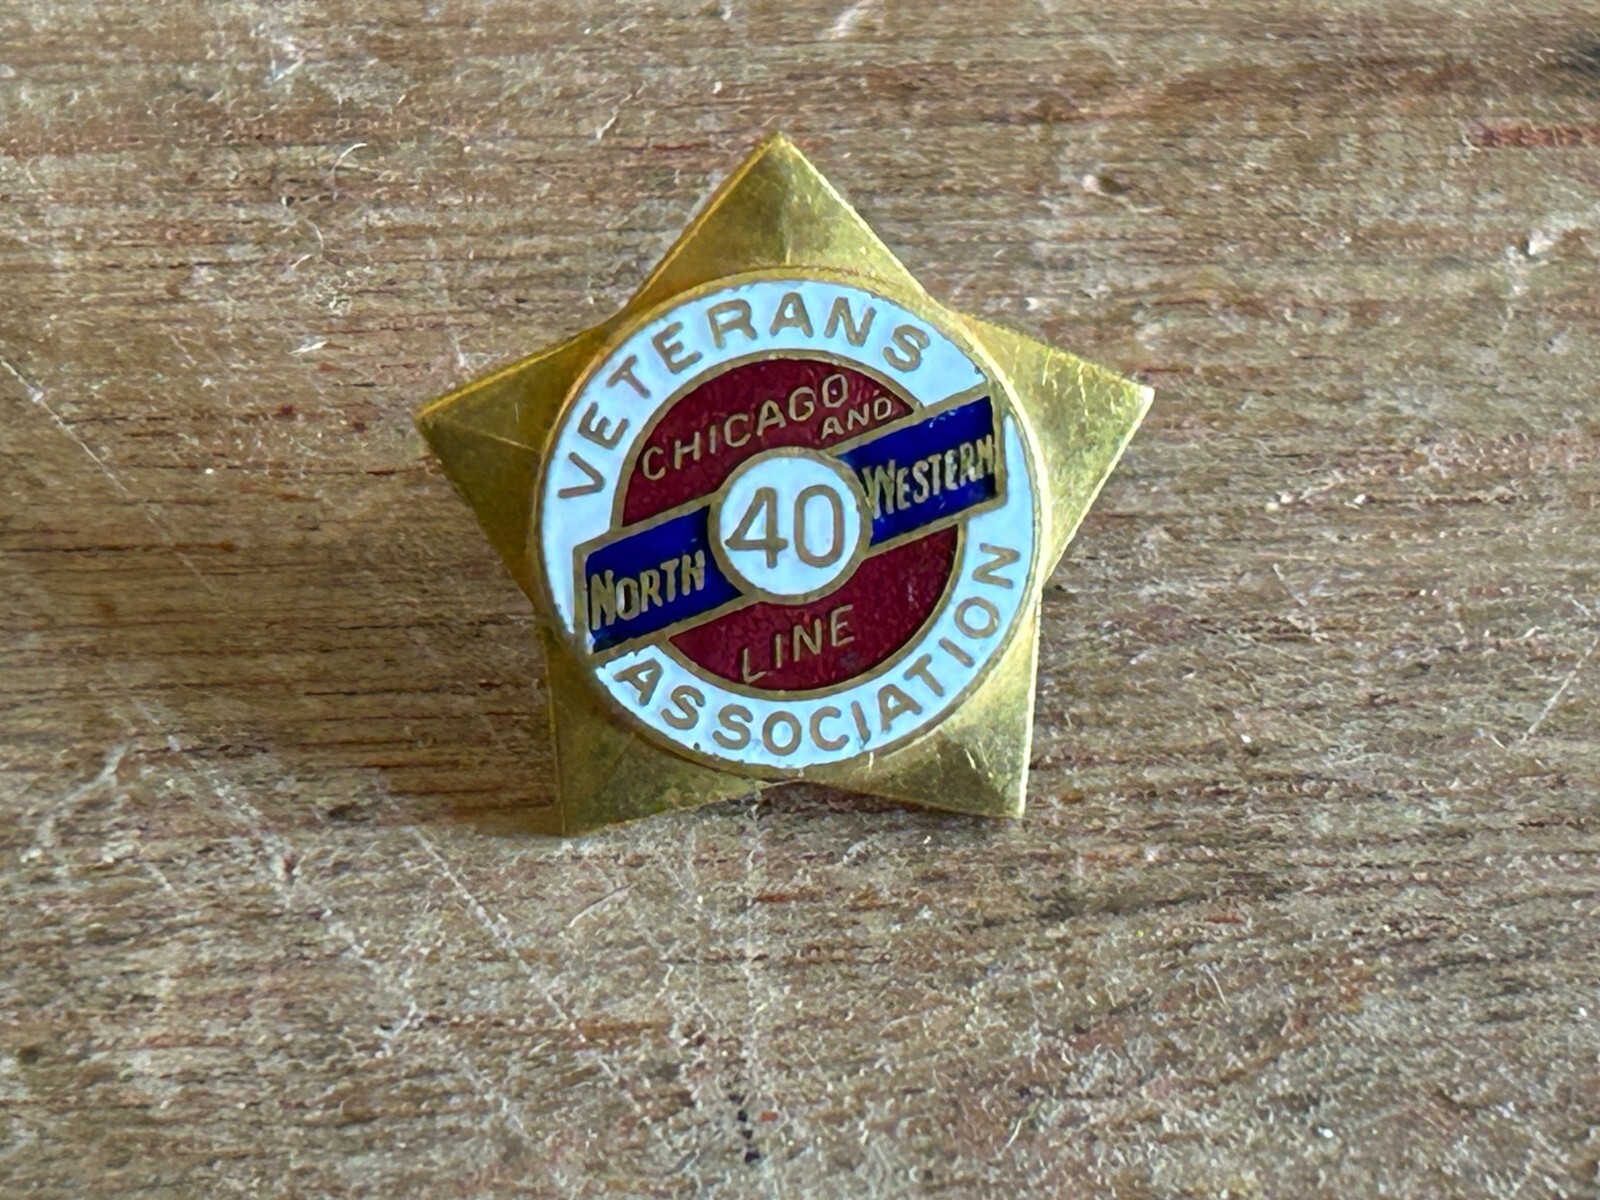 VETERANS
CHICAGO
AND
NORTH WESTERN
40
LINE
ASSOCIATION